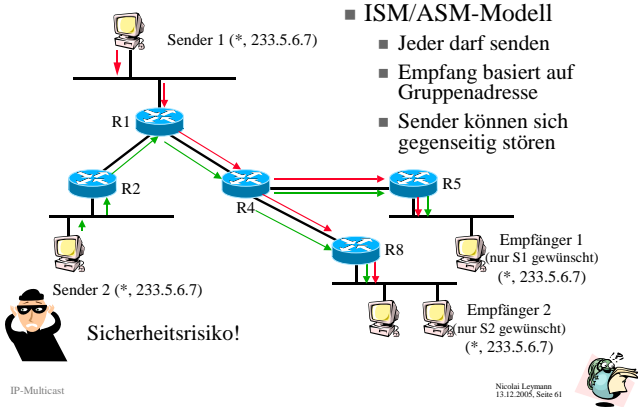 ISM/ASM-Modell
Jeder darf senden
Empfang basiert auf
Gruppenadresse
Sender können sich
gegenseitig stören
Sender 1 (*, 233.5.6.7)
R1
R2
R4
R5
R8
Empfänger 1
(nur S1 gewünscht)
(*, 233.5.6.7)
Sender 2 (*, 233.5.6.7)
Empfänger 2
(nur S2 gewünscht)
(*, 233.5.6.7)
Sicherheitsrisiko!
IP-Multicast
Nicolai Leymann
13.12.2005, Seite 61